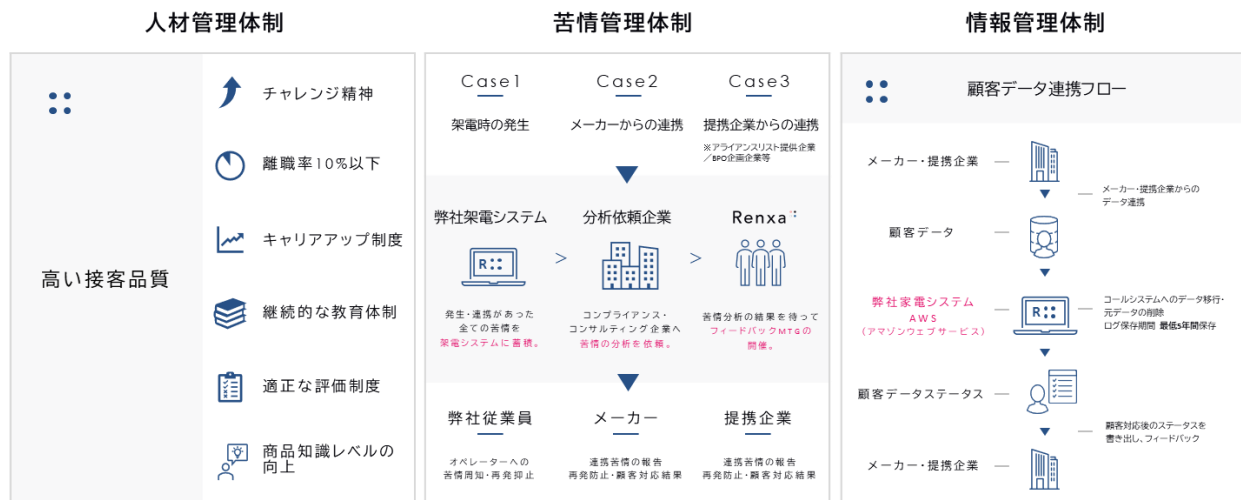 人材管理体制
高い接客品質
チャレンジ精神
離職率10%以下
キャリアアップ制度
継続的な教育体制
適正な評価制度
商品知識レベルの
向上
苦情管理体制
Case1
架電時の発生
Case2
メーカーからの連携
Case3
提携企業からの連携
※アライアンスリスト提供企業
／BPO企画企業等
弊社架電システム
R
発生・連携があった
全ての苦情を
架電システムに蓄積。
>
分析依頼企業
コンプライアンス・
コンサルティング企業へ
苦情の分析を依頼。
>
Renxa
苦情分析の結果を待って
フィードバックMTGの
開催。
弊社従業員
オペレーターへの
苦情周知・再発抑止
メーカー
連携苦情の報告
再発防止・顧客対応結果
提携企業
連携苦情の報告
再発防止・顧客対応結果
情報管理体制
顧客データ連携フロー
メーカー・提携企業
メーカー・提携企業からの
データ連携
顧客データ
弊社家電システム
AWS
（アマゾンウェブサービス）
R
コールシステムへのデータ移行・
元データの削除
ログ保存期間 最低5年間保存
顧客データステータス
顧客対応後のステータスを
書き出し、フィードバック
メーカー・提携企業